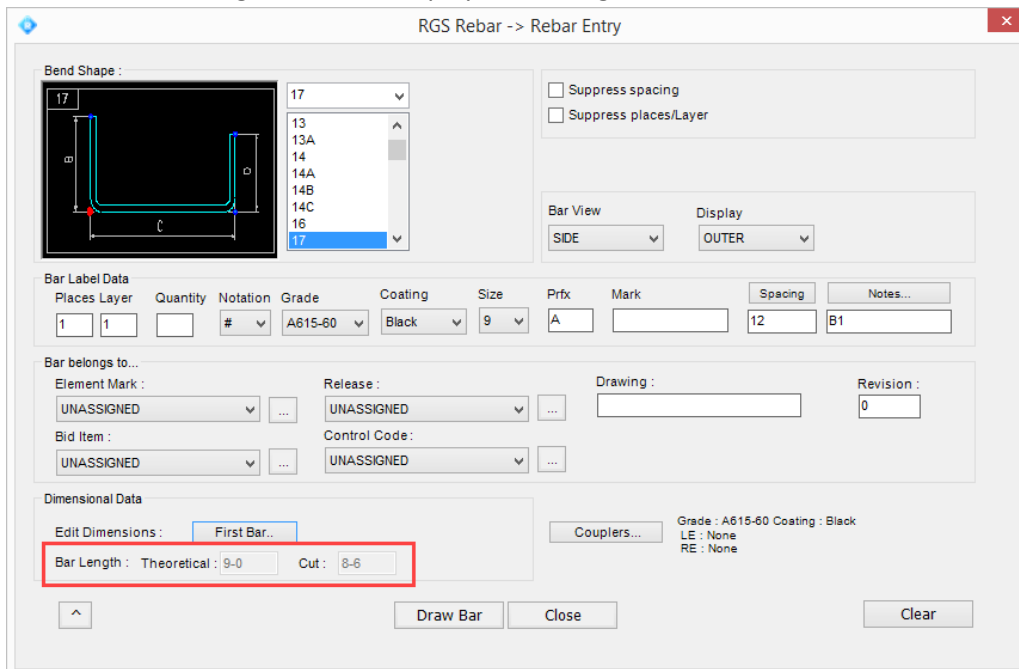 RGS Rebar -> Rebar Entry
×
Bend Shape :
17
B
C
D
17
13
13A
14
14A
14B
14C
16
17
Suppress spacing
Suppress places/Layer
Bar View
Display
SIDE
OUTER
Bar Label Data
Places Layer Quantity Notation Grade Coating Size Prfx Mark Spacing Notes...
1 1 # A615-60 Black 9 A 12 B1
Bar belongs to...
Element Mark : Release : Drawing : Revision :
UNASSIGNED ... UNASSIGNED ... 0
Bid Item : Control Code :
UNASSIGNED ... UNASSIGNED ...
Dimensional Data
Edit Dimensions : First Bar..
Bar Length : Theoretical : 9-0 Cut : 8-6
Couplers...
Grade : A615-60 Coating : Black
LE : None
RE : None
^ Draw Bar Close Clear